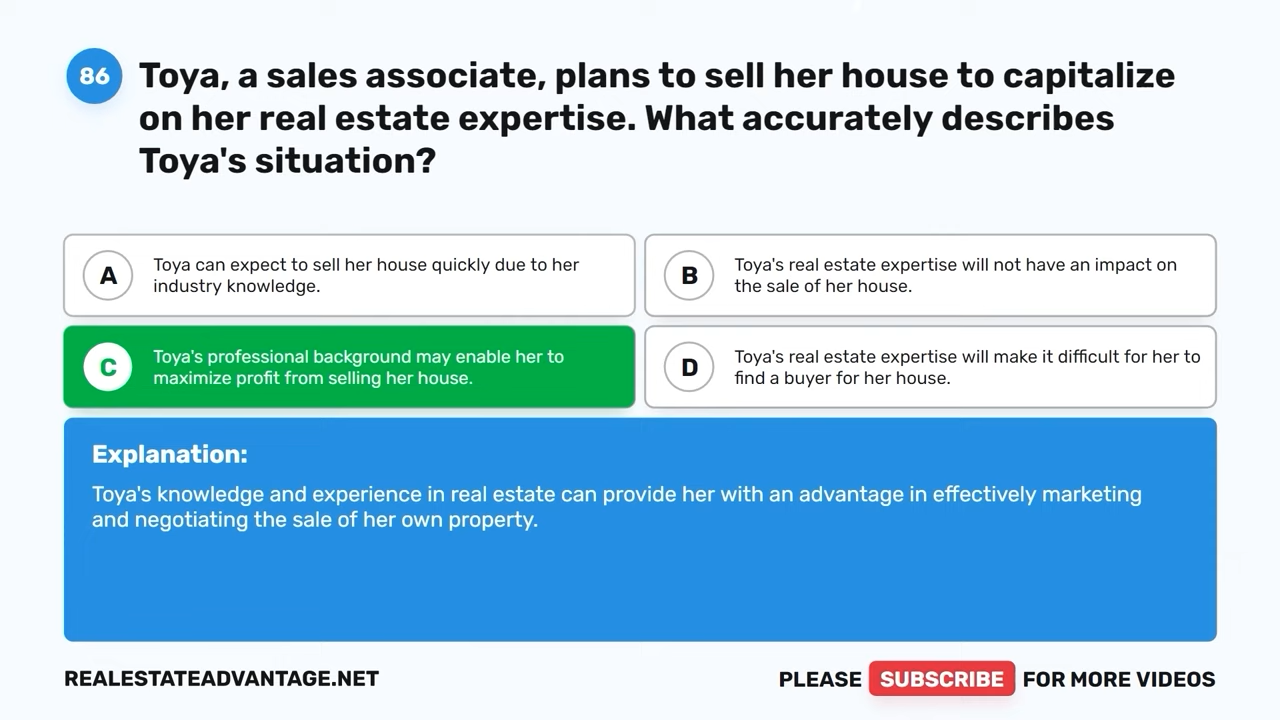 86
Toya, a sales associate, plans to sell her house to capitalize
on her real estate expertise. What accurately describes
Toya's situation?
A
Toya can expect to sell her house quickly due to her
industry knowledge.
B
Toya's real estate expertise will not have an impact on
the sale of her house.
C
Toya's professional background may enable her to
maximize profit from selling her house.
D
Toya's real estate expertise will make it difficult for her to
find a buyer for her house.
Explanation:
Toya's knowledge and experience in real estate can provide her with an advantage in effectively marketing
and negotiating the sale of her own property.
REALESTATEADVANTAGE.NET
PLEASE SUBSCRIBE FOR MORE VIDEOS